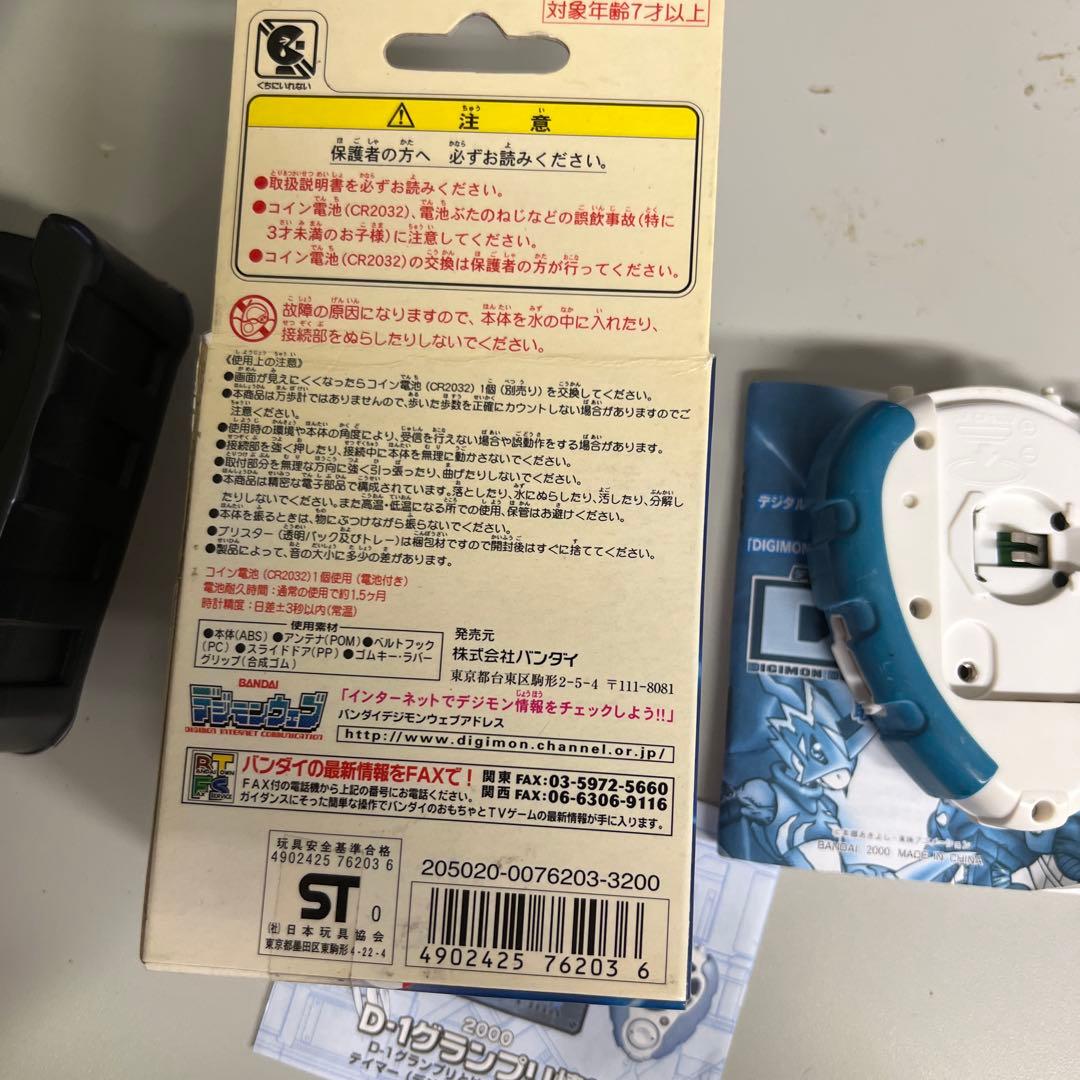 対象年齢7才以上
くちにいれない
注意
保護者の方へ 必ずお読みください。
●取扱説明書を必ずお読みください。
●コイン電池(CR2032)、電池ぶたのねじなどの誤飲事故(特に
3才未満のお子様)に注意してください。
●コイン電池(CR2032)の交換は保護者の方が行ってください。
故障の原因になりますので、本体を水の中に入れたり、
接続部をぬらしたりしないでください。
《使用上の注意》
●画面が見えにくくなったらコイン電池(CR2032)1個(別売り)を交換してください。
●本商品は万歩計ではありませんので、歩いた歩数を正確にカウントしない場合がありますのでご
注意ください。
●使用時の環境や本体の角度により、受信を行えない場合や誤動作をする場合があります。
●接続部を強く押したり、接続中に本体を無理に動かさないでください。
●取付部分を無理な方向に強く引っ張ったり、曲げたりしないでください。
●本商品は精密な電子部品で構成されています。落としたり、水にぬらしたり、汚したり、分解し
たりしないでください。また高温・低温になる所での使用、保管はお避けください。
●本体を振るときは、物にぶつけながら振らないでください。
●ブリスター(透明パック及びトレー)は梱包材ですので開封後はすぐに捨ててください。
●製品によって、音の大小に多少の差があります。
コイン電池(CR2032)1個使用(電池付き)
電池耐久時間:通常の使用で約1.5ヶ月
時計精度:日差±3秒以内(常温)
使用素材
●本体(ABS) ●アンテナ(POM) ●ベルトフック
(PC) ●スライドドア(PP) ●ゴムキー・ラバー
グリップ(合成ゴム)
発売元
株式会社バンダイ
東京都台東区駒形2-5-4 〒111-8081
BANDAI
デジモンウェブ
DIGIMON INTERNET COMMUNICATION
「インターネットでデジモン情報をチェックしよう!!」
バンダイデジモンウェブアドレス
http://www.digimon.channel.or.jp/
バンダイの最新情報をFAXで!
関東 FAX:03-5972-5660
関西 FAX:06-6306-9116
FAX付の電話機から上記の番号にお電話ください。
ガイダンスにそった簡単な操作でバンダイのおもちゃとTVゲームの最新情報が手に入ります。
玩具安全基準合格
4902425 76203 6
ST 0
(社)日本玩具協会
東京都墨田区東駒形4-22-4
205020-0076203-3200
4902425 762036
デジタル
「DIGIMON
D
DIGIMON
©本郷あきよし・東映アニメーション
BANDAI 2000 MADE IN CHINA
2000
D-1グランプリ
テイマー